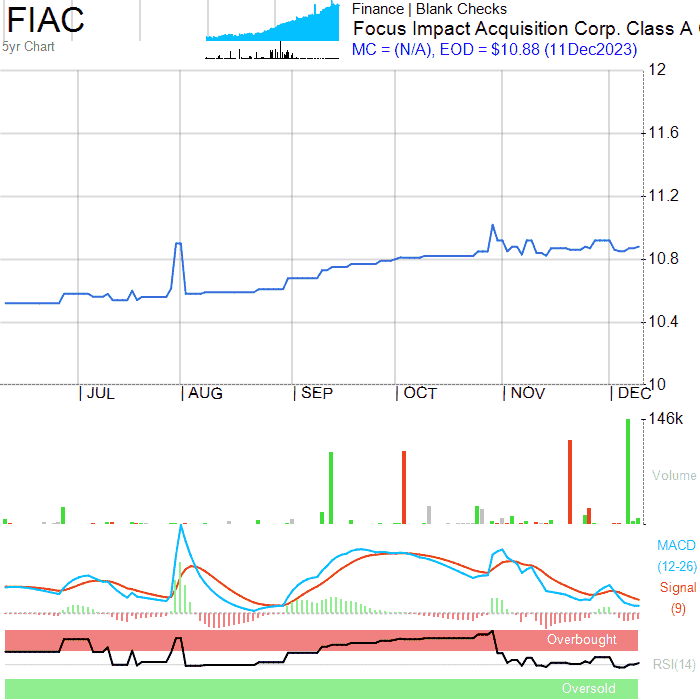 FIAC
5yr Chart
Finance | Blank Checks
Focus Impact Acquisition Corp. Class A
MC = (N/A), EOD = $10.88 (11Dec2023)
12
11.6
11.2
10.8
10.4
10
| JUL | AUG | SEP | OCT | NOV | DEC
146k
Volume
MACD
(12-26)
Signal
(9)
Overbought
RSI(14)
Oversold